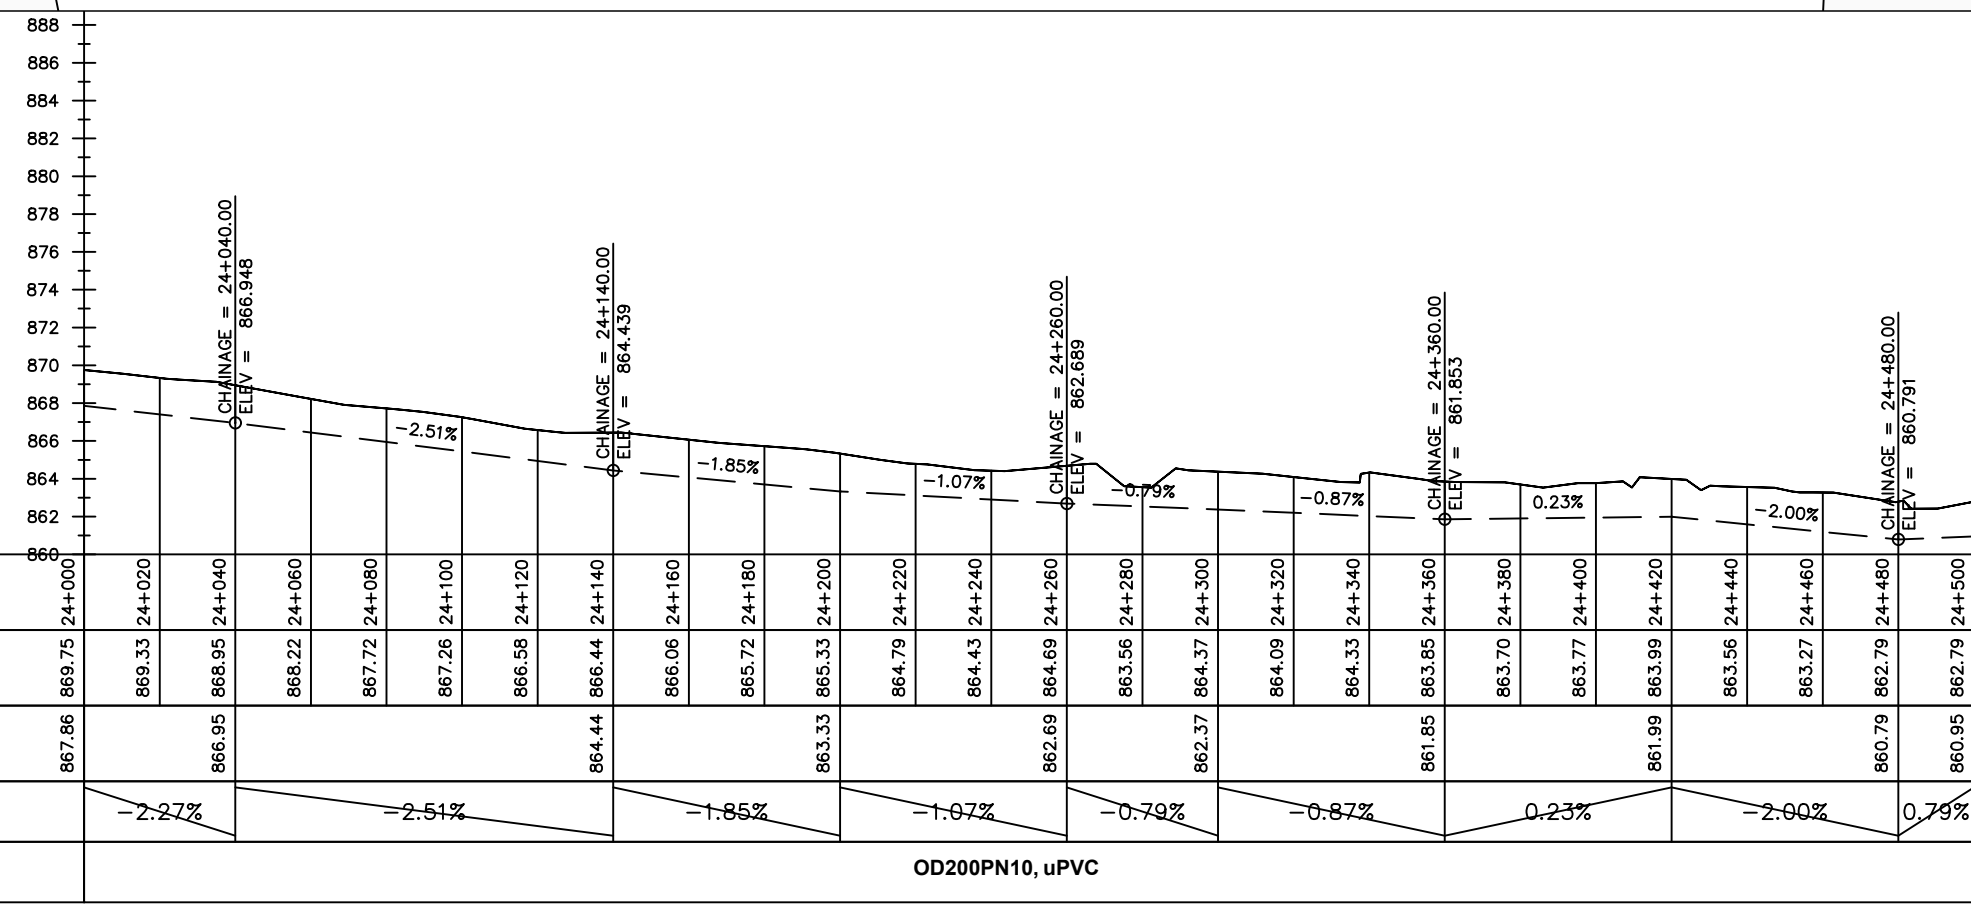 888
886
884
882
880
878
876
874
872
870
868
866
864
862
860
CHAINAGE = 24+040.00
ELEV = 866.948
CHAINAGE = 24+140.00
ELEV = 864.439
CHAINAGE = 24+260.00
ELEV = 862.689
CHAINAGE = 24+360.00
ELEV = 861.853
CHAINAGE = 24+480.00
ELEV = 860.791
-2.51%
-1.85%
-1.07%
-0.79%
-0.87%
0.23%
-2.00%
24+000 24+020 24+040 24+060 24+080 24+100 24+120 24+140 24+160 24+180 24+200 24+220 24+240 24+260 24+280 24+300 24+320 24+340 24+360 24+380 24+400 24+420 24+440 24+460 24+480 24+500
869.75 869.33 868.95 868.22 867.72 867.26 866.58 866.44 866.06 865.72 865.33 864.79 864.43 864.69 863.56 864.37 864.09 864.33 863.85 863.70 863.77 863.99 863.56 863.27 862.79 862.79
867.86 866.95 864.44 863.33 862.69 862.37 861.85 861.99 860.79 860.95
-2.27% -2.51% -1.85% -1.07% -0.79% -0.87% 0.23% -2.00% 0.79%
OD200PN10, uPVC